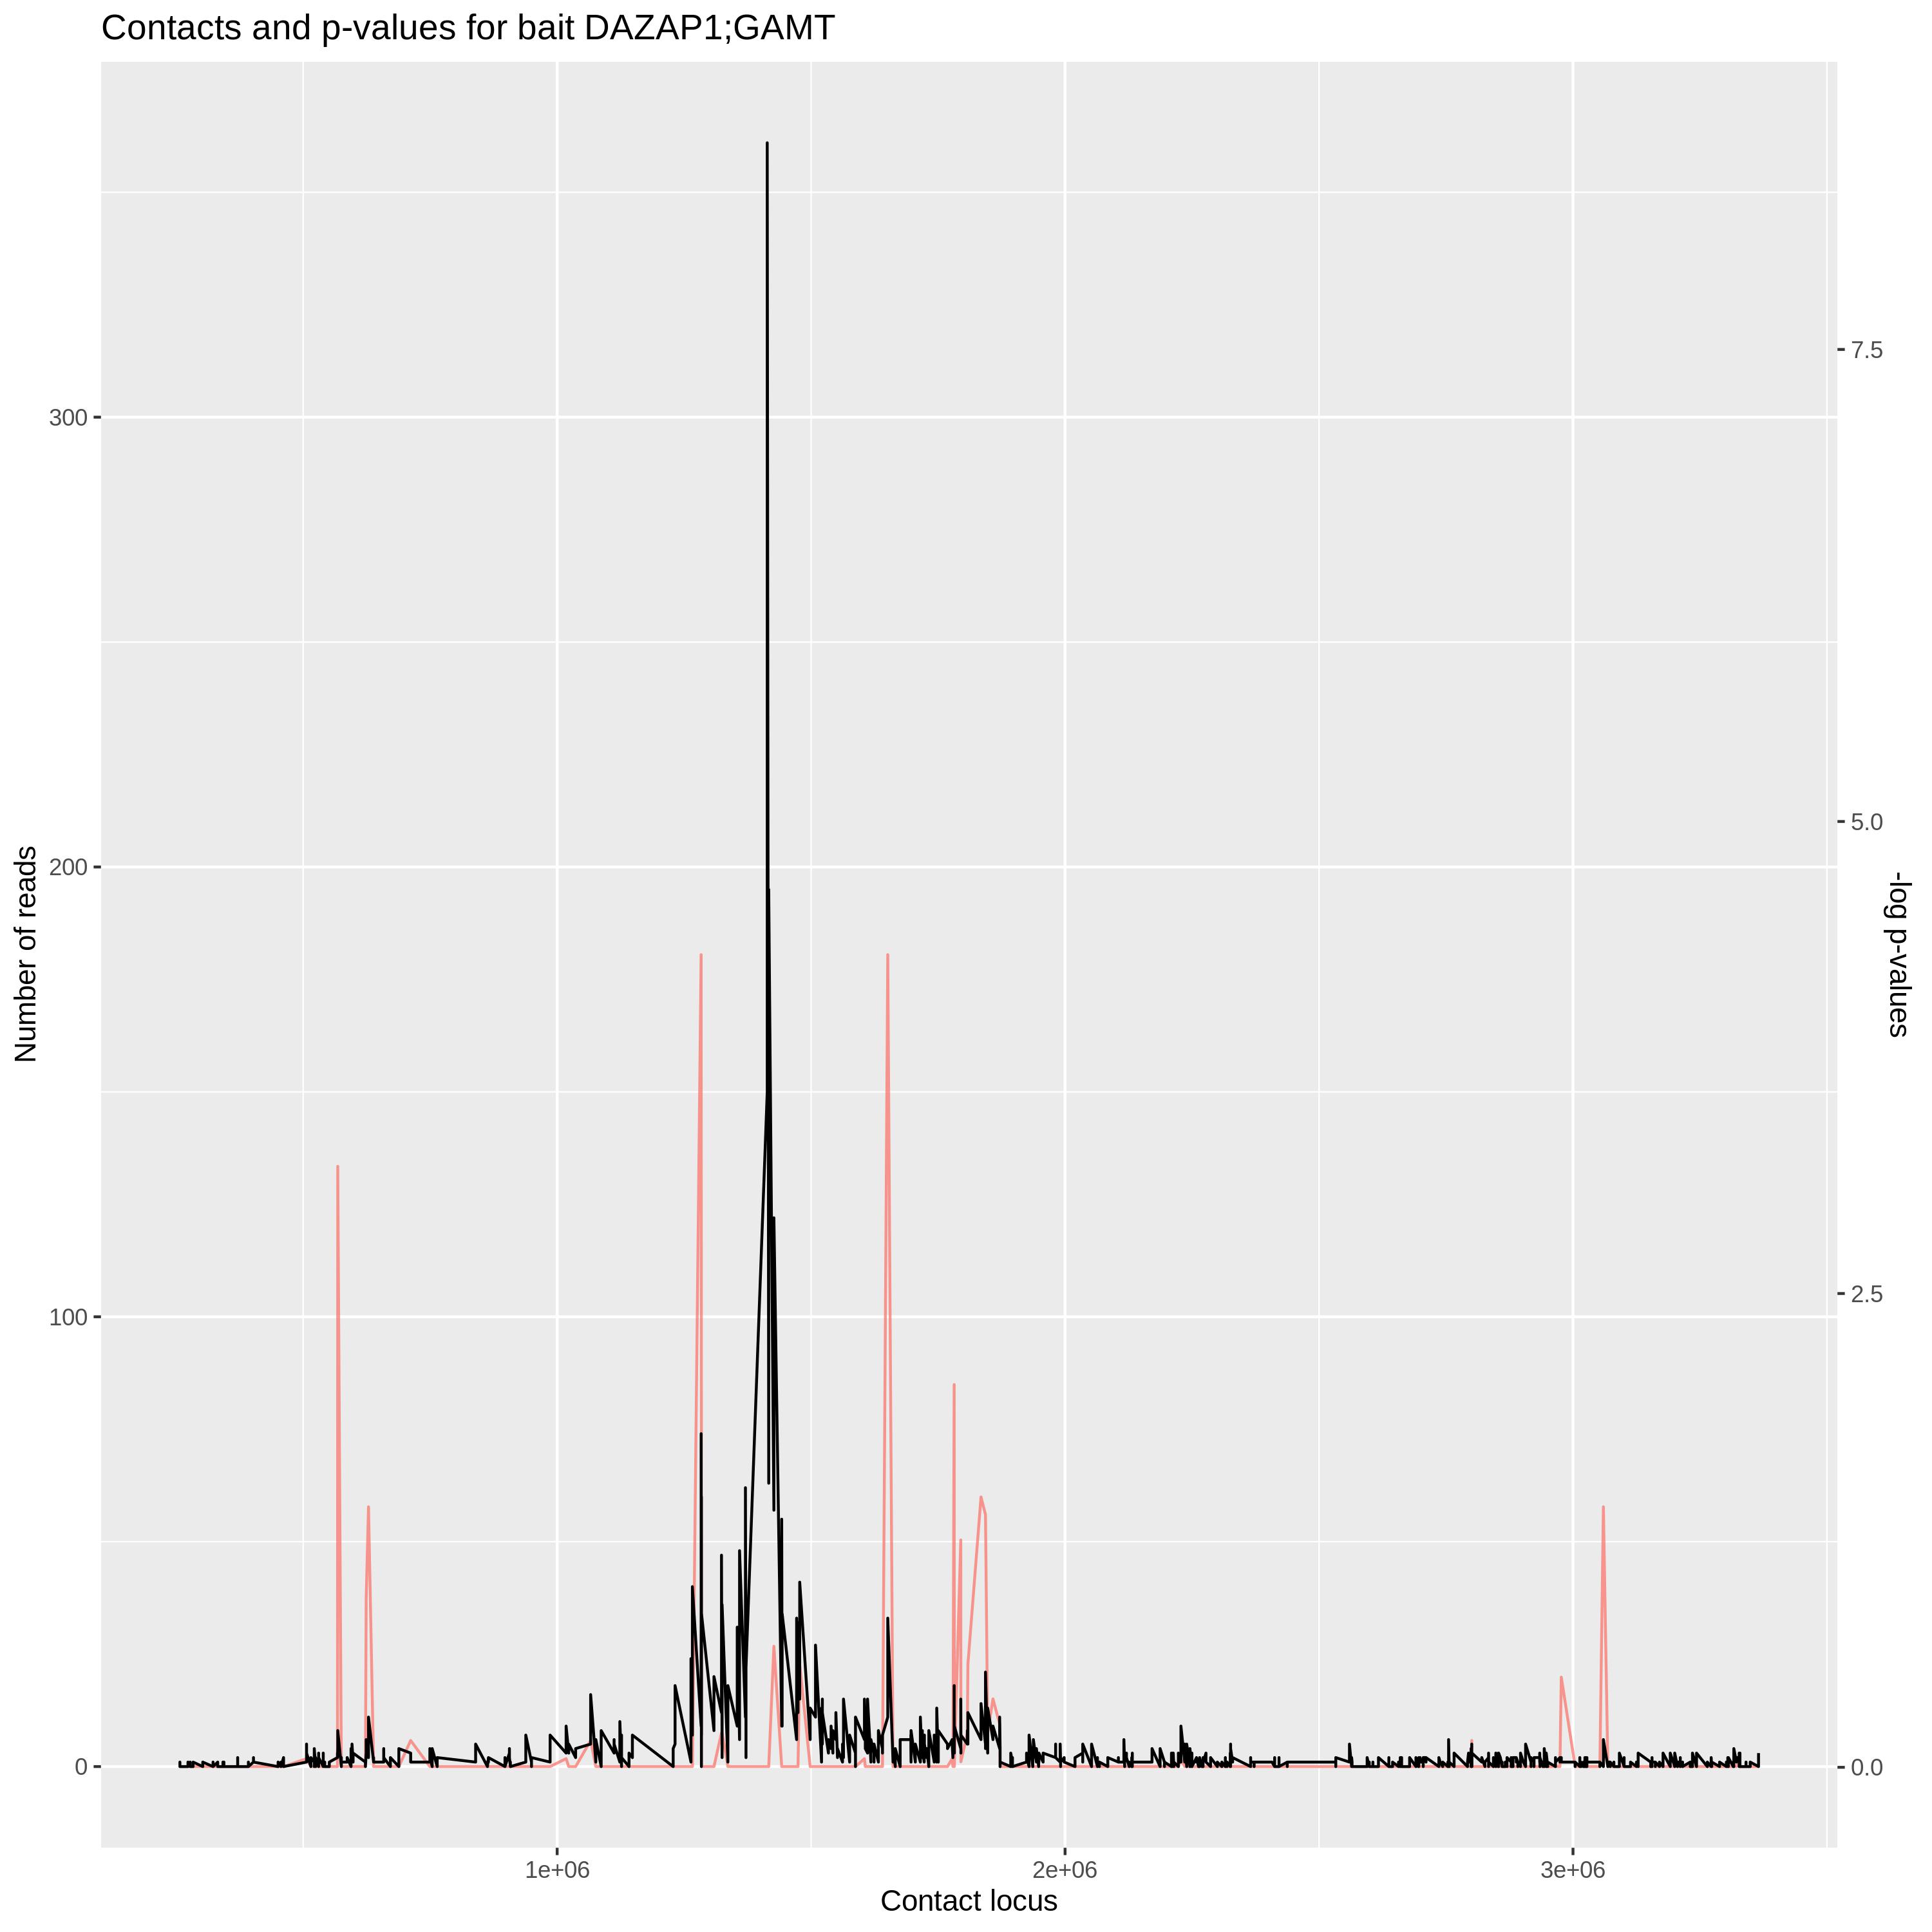 Contacts and p-values for bait DAZAP1;GAMT
Number of reads
300
200
100
0
7.5
5.0
2.5
0.0
-log p-values
1e+06
2e+06
3e+06
Contact locus